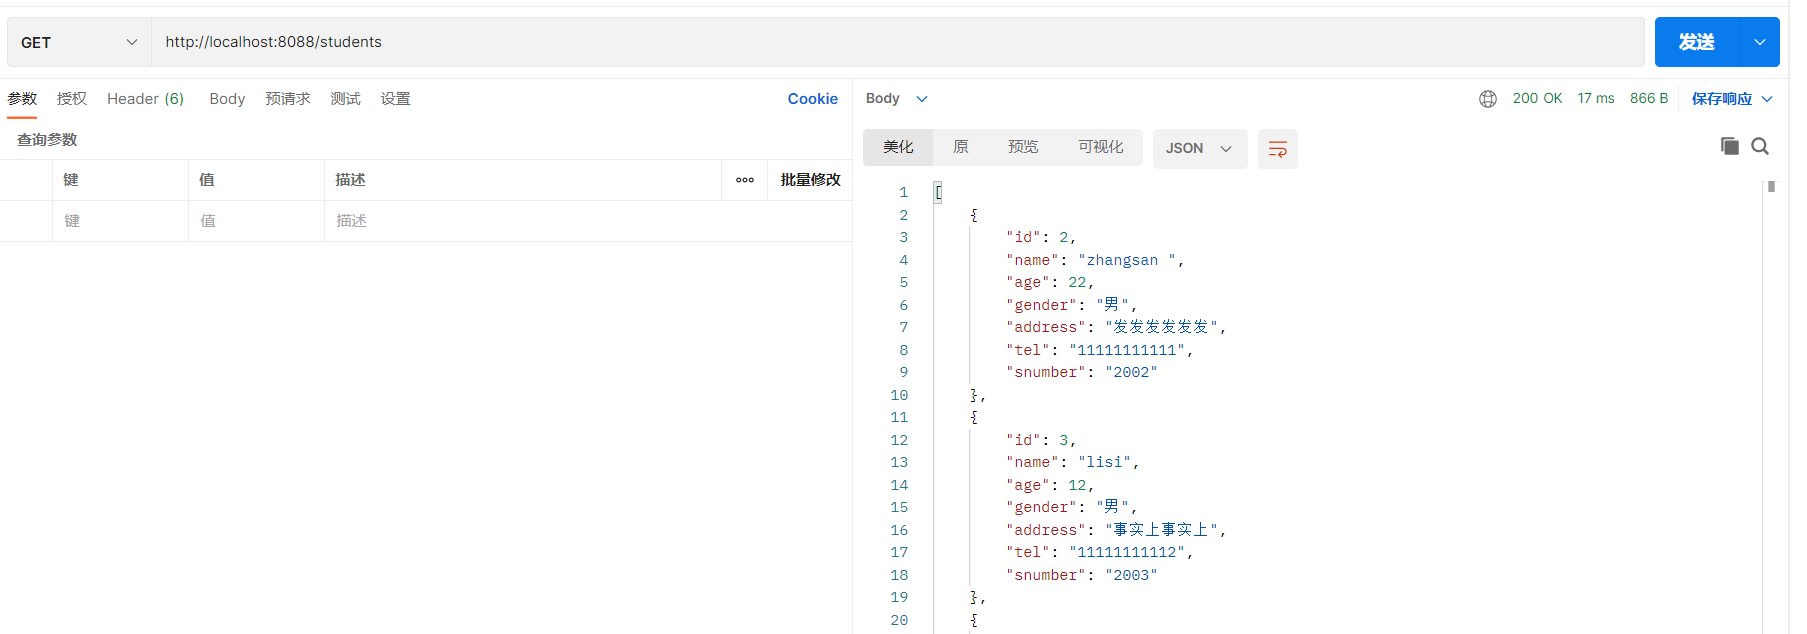 GET http://localhost:8088/students 发送
参数 授权 Header (6) Body 预请求 测试 设置 Cookie
查询参数
键 值 描述 批量修改
键 值 描述
Body 200 OK 17 ms 866 B 保存响应
美化 原 预览 可视化 JSON
1 [
2 {
3 "id": 2,
4 "name": "zhangsan ",
5 "age": 22,
6 "gender": "男",
7 "address": "发发发发发发",
8 "tel": "11111111111",
9 "snumber": "2002"
10 },
11 {
12 "id": 3,
13 "name": "lisi",
14 "age": 12,
15 "gender": "男",
16 "address": "事实上事实上",
17 "tel": "11111111112",
18 "snumber": "2003"
19 },
20 {